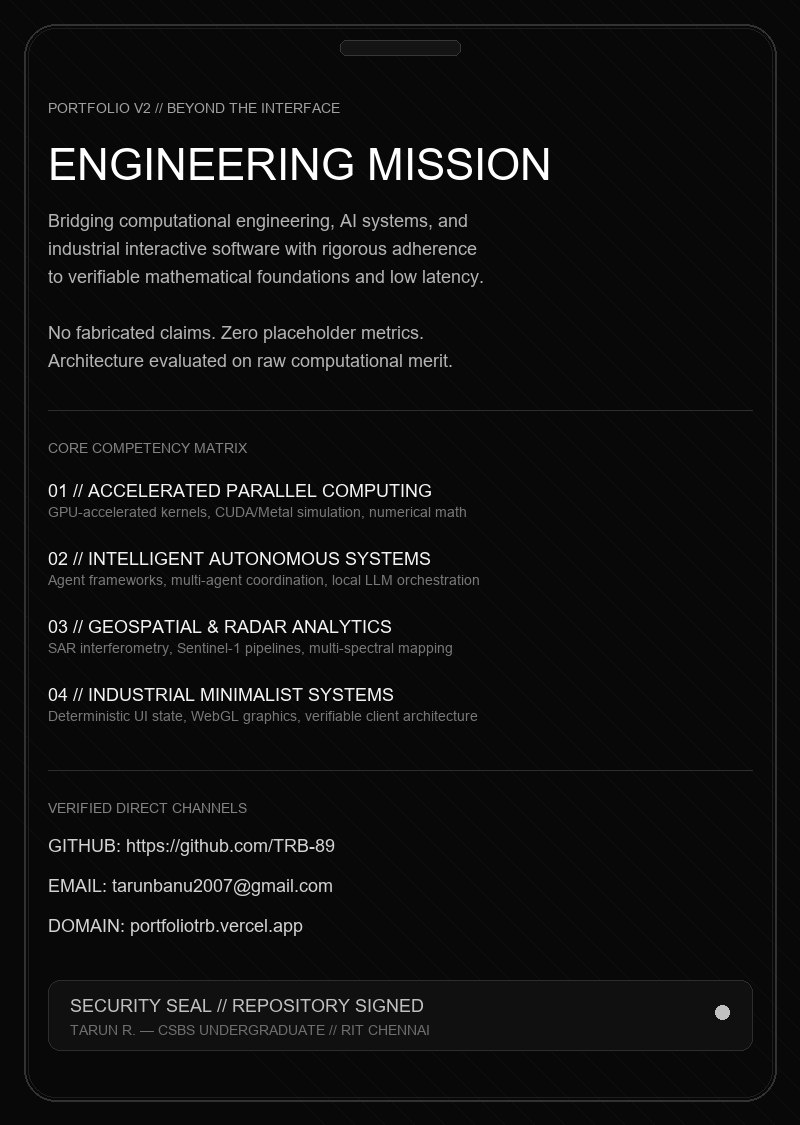 PORTFOLIO V2 // BEYOND THE INTERFACE
ENGINEERING MISSION
Bridging computational engineering, AI systems, and
industrial interactive software with rigorous adherence
to verifiable mathematical foundations and low latency.
No fabricated claims. Zero placeholder metrics.
Architecture evaluated on raw computational merit.
CORE COMPETENCY MATRIX
01 // ACCELERATED PARALLEL COMPUTING
GPU-accelerated kernels, CUDA/Metal simulation, numerical math
02 // INTELLIGENT AUTONOMOUS SYSTEMS
Agent frameworks, multi-agent coordination, local LLM orchestration
03 // GEOSPATIAL & RADAR ANALYTICS
SAR interferometry, Sentinel-1 pipelines, multi-spectral mapping
04 // INDUSTRIAL MINIMALIST SYSTEMS
Deterministic UI state, WebGL graphics, verifiable client architecture
VERIFIED DIRECT CHANNELS
GITHUB: https://github.com/TRB-89
EMAIL: tarunbanu2007@gmail.com
DOMAIN: portfoliotrb.vercel.app
SECURITY SEAL // REPOSITORY SIGNED
TARUN R. — CSBS UNDERGRADUATE // RIT CHENNAI